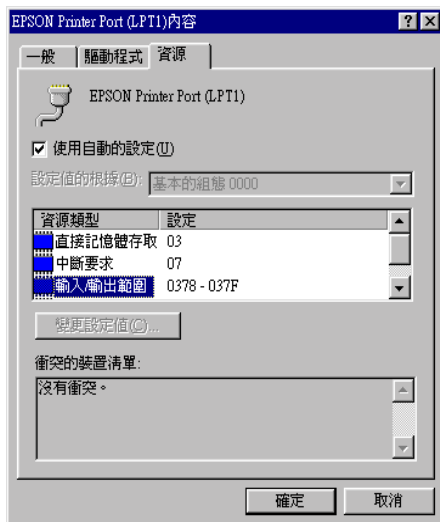 EPSON Printer Port (LPT1)內容
一般 驅動程式 資源
EPSON Printer Port (LPT1)
使用自動的設定(U)
設定值的根據(B): 基本的組態 0000
資源類型 設定
直接記憶體存取 03
中斷要求 07
輸入/輸出範圍 0378 - 037F
變更設定值(C)...
衝突的裝置清單:
沒有衝突。
確定 取消